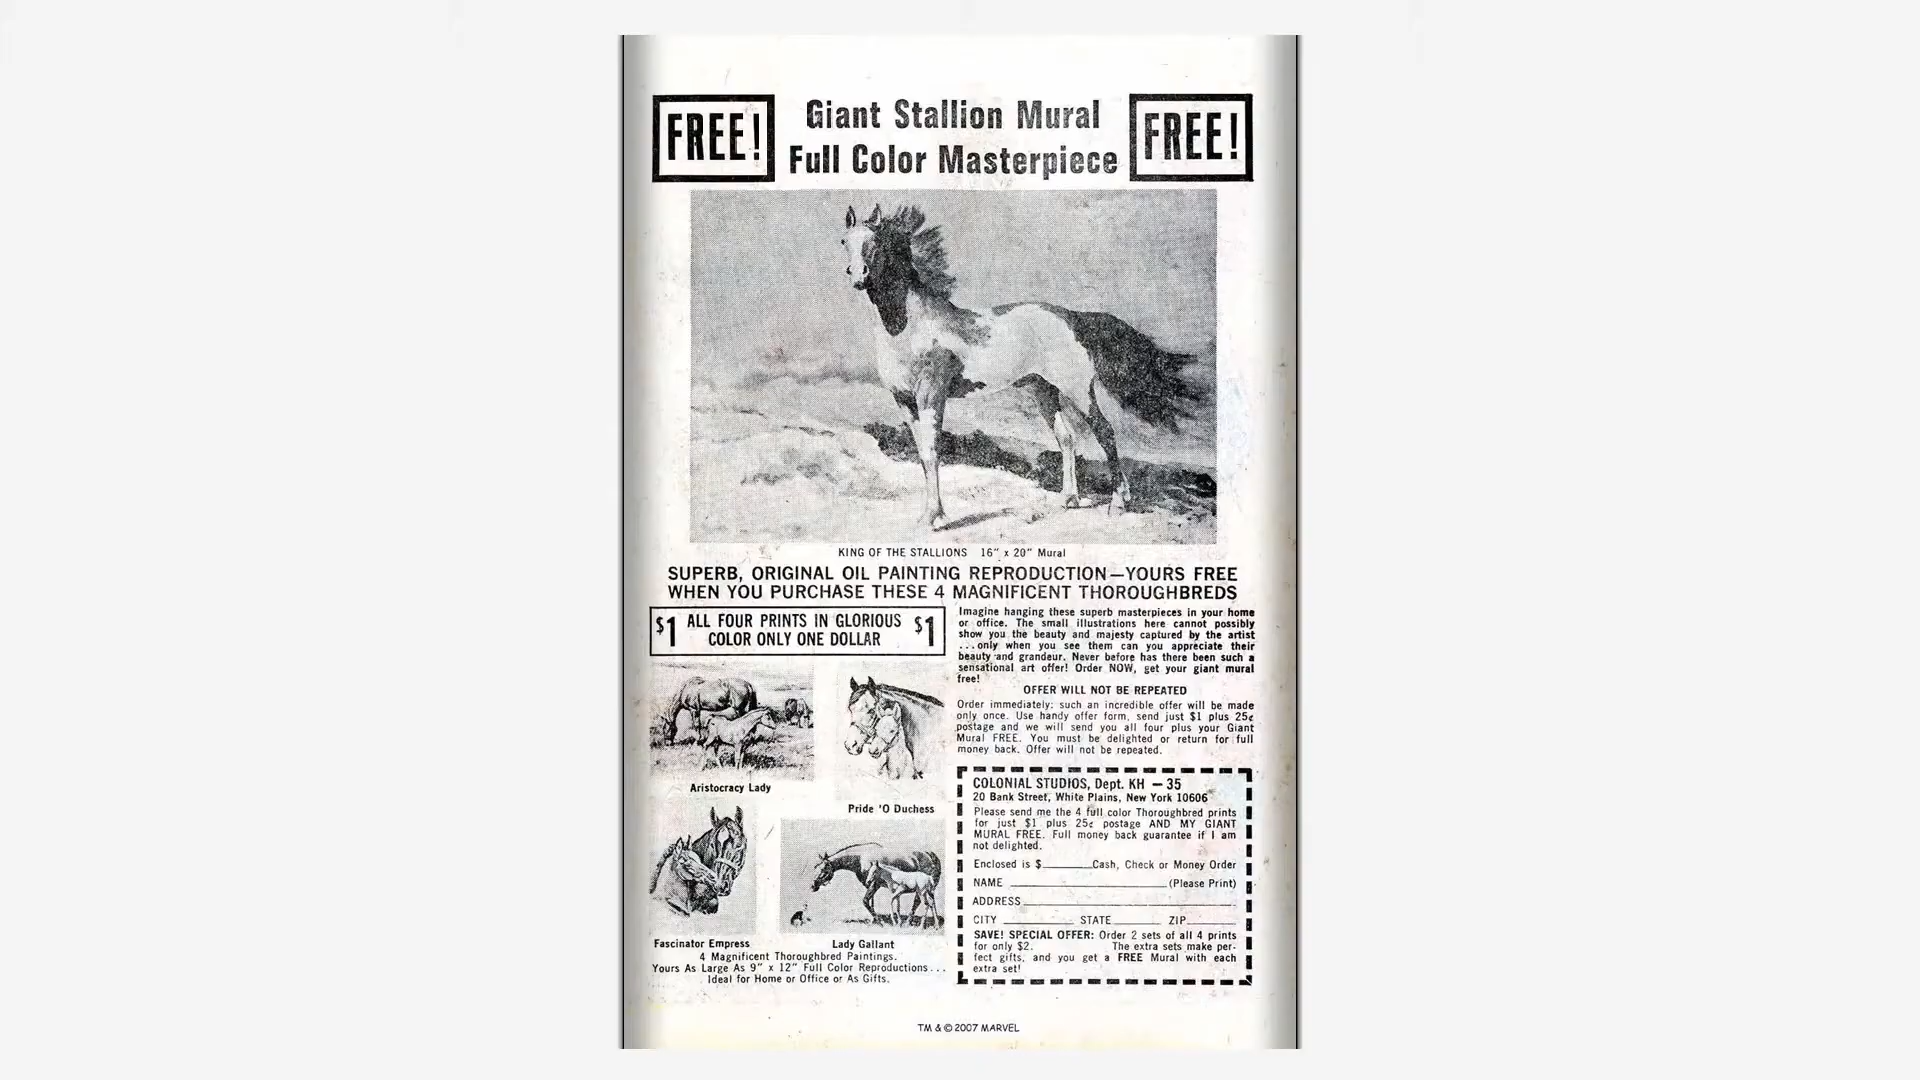 FREE!
Giant Stallion Mural
Full Color Masterpiece
FREE!
KING OF THE STALLIONS 16" x 20" Mural
SUPERB, ORIGINAL OIL PAINTING REPRODUCTION—YOURS FREE
WHEN YOU PURCHASE THESE 4 MAGNIFICENT THOROUGHBREDS
$1 ALL FOUR PRINTS IN GLORIOUS $1
COLOR ONLY ONE DOLLAR
Aristocracy Lady
Pride 'O Duchess
Fascinator Empress
Lady Gallant
4 Magnificent Thoroughbred Paintings.
Yours As Large As 9" x 12" Full Color Reproductions...
Ideal for Home or Office or As Gifts.
Imagine hanging these superb masterpieces in your home
or office. The small illustrations here cannot possibly
show you the beauty and majesty captured by the artist
...only when you see them can you appreciate their
beauty and grandeur. Never before has there been such a
sensational art offer! Order NOW, get your giant mural
free!
OFFER WILL NOT BE REPEATED
Order immediately; such an incredible offer will be made
only once. Use handy offer form, send just $1 plus 25¢
postage and we will send you all four plus your Giant
Mural FREE. You must be delighted or return for full
money back. Offer will not be repeated.
COLONIAL STUDIOS, Dept. KH — 35
20 Bank Street, White Plains, New York 10606
Please send me the 4 full color Thoroughbred prints
for just $1 plus 25¢ postage AND MY GIANT
MURAL FREE. Full money back guarantee if I am
not delighted.
Enclosed is $ Cash, Check or Money Order
NAME (Please Print)
ADDRESS
CITY STATE ZIP
SAVE! SPECIAL OFFER: Order 2 sets of all 4 prints
for only $2. The extra sets make per-
fect gifts, and you get a FREE Mural with each
extra set!
TM & © 2007 MARVEL